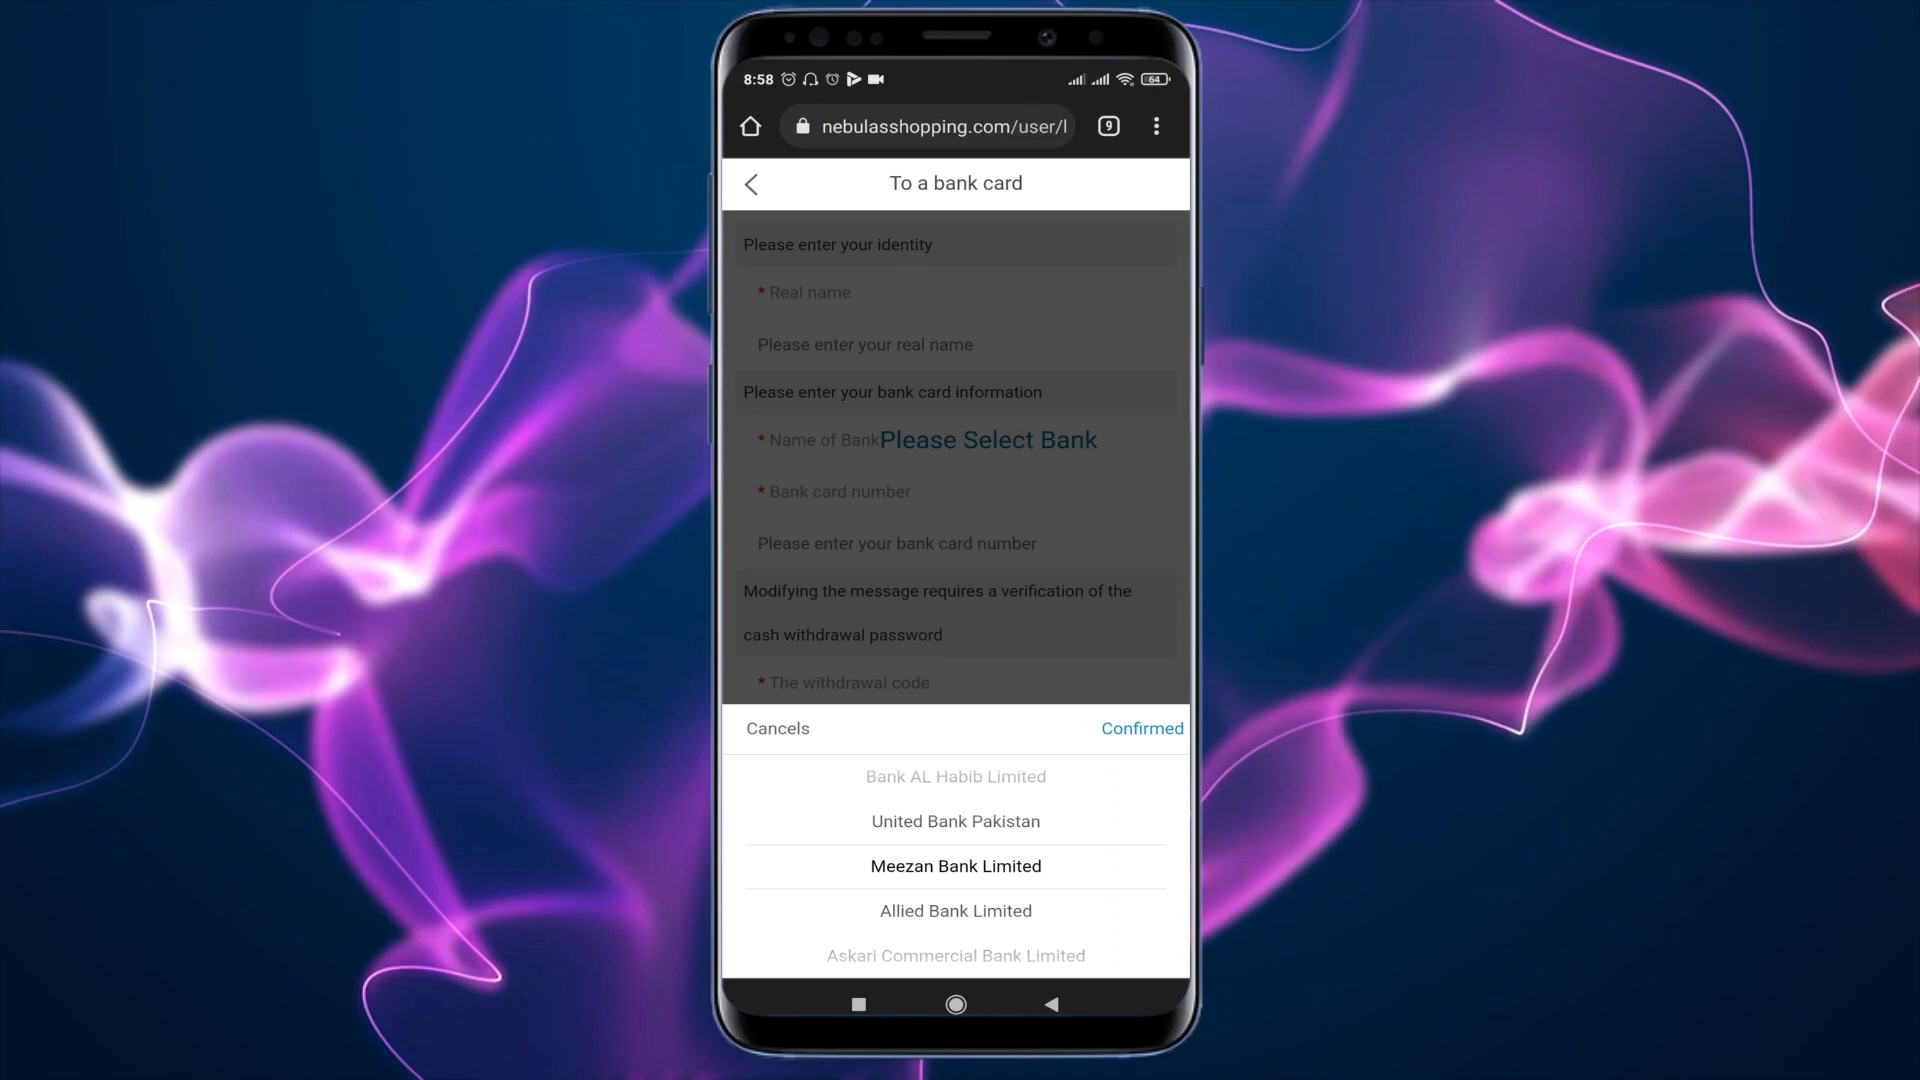 8:58
64
nebulasshopping.com/user/l
9
To a bank card
Please enter your identity
* Real name
Please enter your real name
Please enter your bank card information
* Name of BankPlease Select Bank
* Bank card number
Please enter your bank card number
Modifying the message requires a verification of the
cash withdrawal password
* The withdrawal code
Cancels
Confirmed
Bank AL Habib Limited
United Bank Pakistan
Meezan Bank Limited
Allied Bank Limited
Askari Commercial Bank Limited